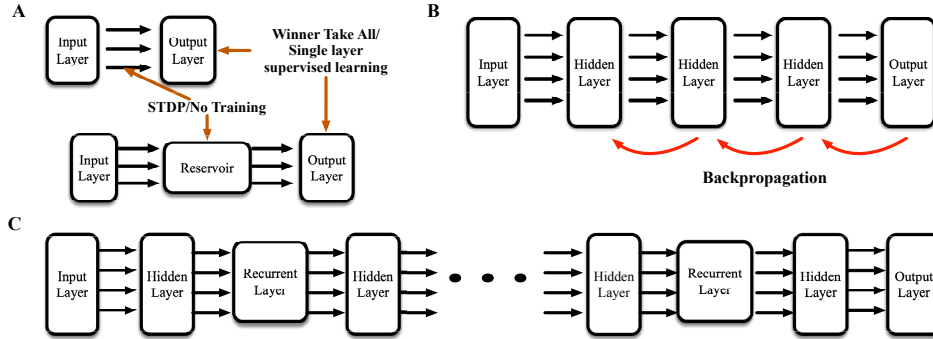 A
Input
Layer
Output
Layer
Winner Take All/
Single layer
supervised learning
STDP/No Training
Input
Layer
Reservoir
Output
Layer
B
Input
Layer
Hidden
Layer
Hidden
Layer
Hidden
Layer
Output
Layer
Backpropagation
C
Input
Layer
Hidden
Layer
Recurrent
Layer
Hidden
Layer
Hidden
Layer
Recurrent
Layer
Hidden
Layer
Output
Layer